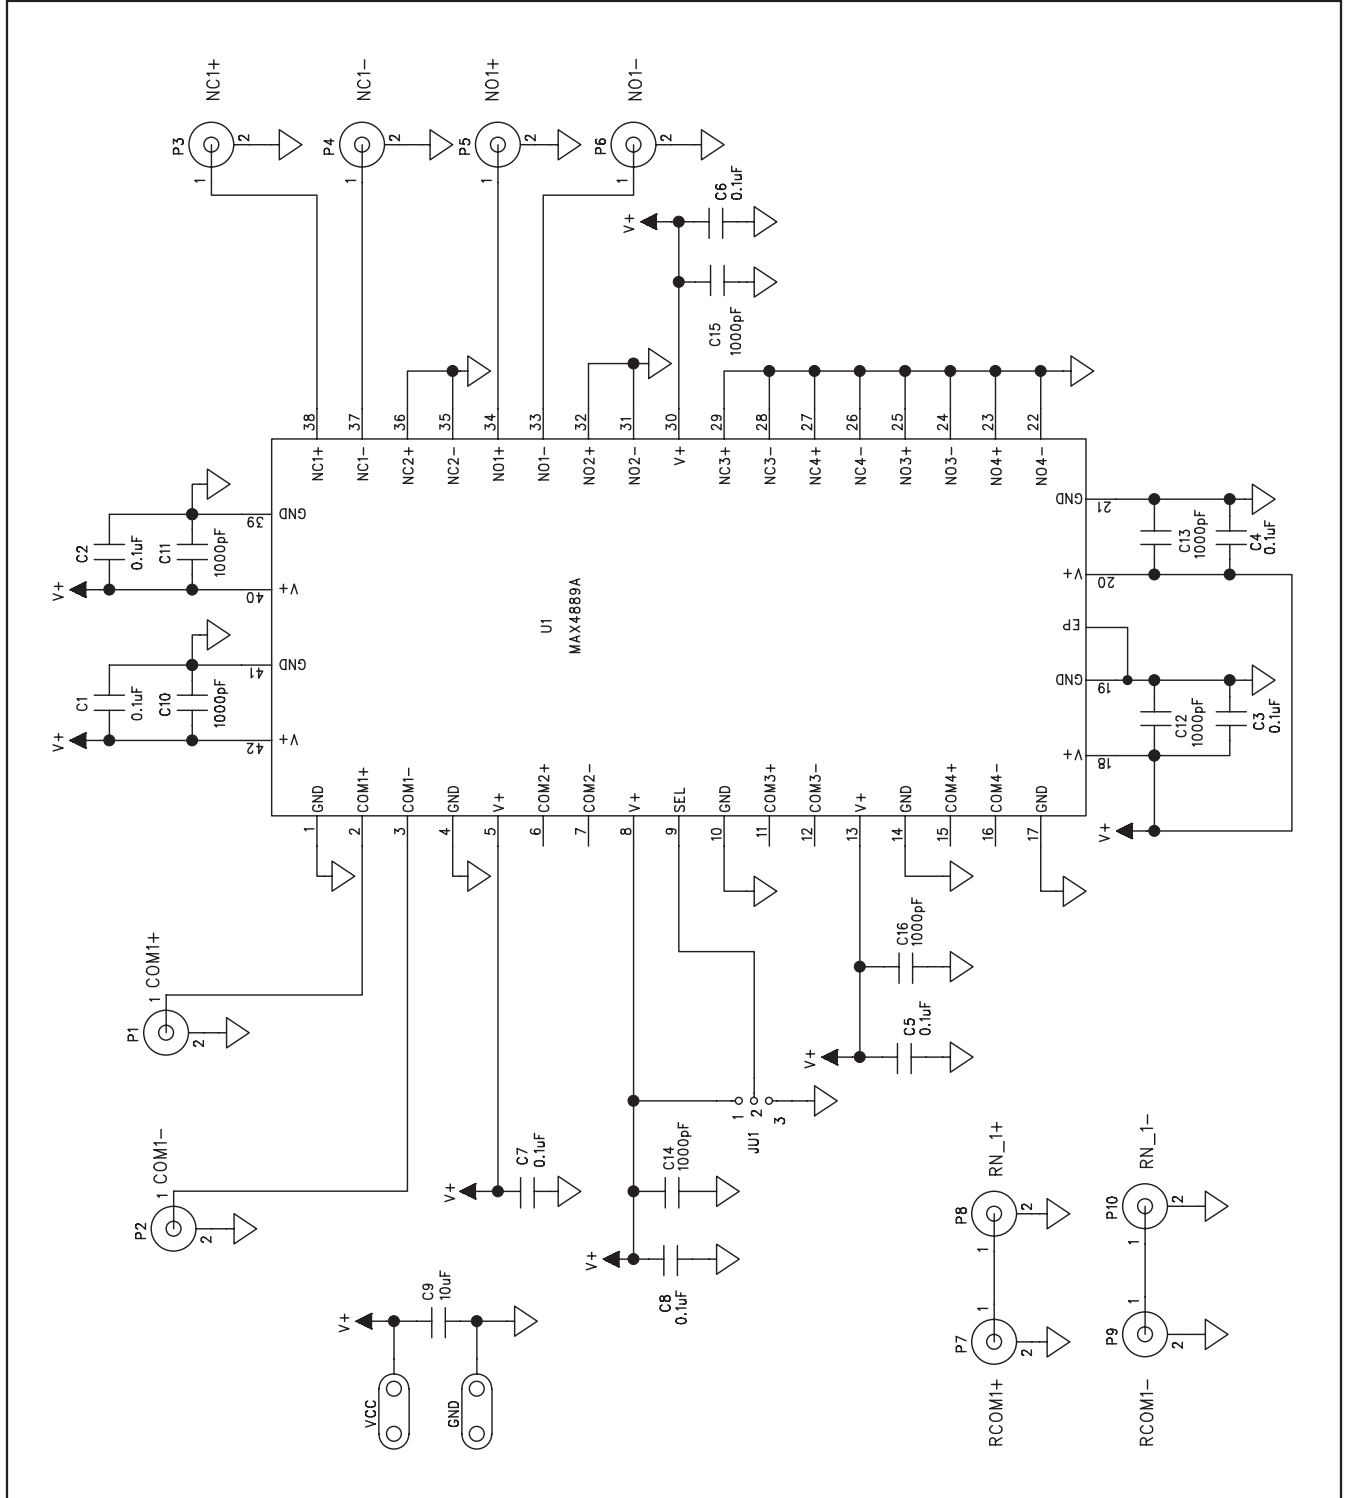 NC1+
NC1-
NO1+
NO1-
P3
1
2
P4
1
2
P5
1
2
P6
1
2
V+
C6
0.1uF
C15
1000pF
38
37
36
35
34
33
32
31
30
29
28
27
26
25
24
23
22
NC1+
NC1-
NC2+
NC2-
NO1+
NO1-
NO2+
NO2-
V+
NC3+
NC3-
NC4+
NC4-
NO3+
NO3-
NO4+
NO4-
V+
C2
0.1uF
C11
1000pF
39
GND
40
V+
V+
C1
0.1uF
C10
1000pF
41
GND
42
V+
U1
MAX4889A
GND
21
V+
20
C13
1000pF
C4
0.1uF
EP
GND
19
V+
18
C12
1000pF
C3
0.1uF
V+
GND
COM1+
COM1-
GND
V+
COM2+
COM2-
V+
SEL
GND
COM3+
COM3-
V+
GND
COM4+
COM4-
GND
1
2
3
4
5
6
7
8
9
10
11
12
13
14
15
16
17
P1
1
2
COM1+
P2
1
2
COM1-
V+
C16
1000pF
C5
0.1uF
V+
C7
0.1uF
JU1
1
2
3
C14
1000pF
V+
C8
0.1uF
V+
C9
10uF
VCC
GND
RN_1+
P8
1
2
P7
1
2
RCOM1+
RN_1-
P10
1
2
P9
1
2
RCOM1-